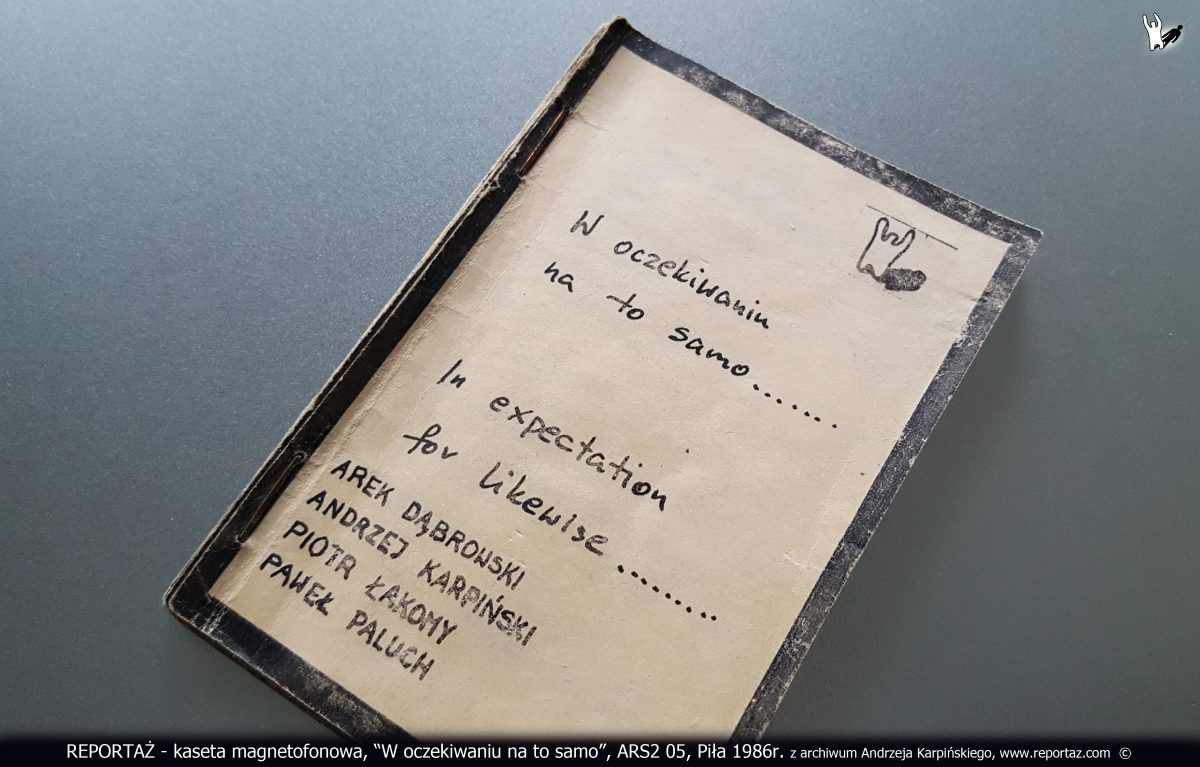 W oczekiwaniu
na to samo.......
In expectation
for likewise.........
AREK DĄBROWSKI
ANDRZEJ KARPIŃSKI
PIOTR ŁAKOMY
PAWEŁ PALUCH
REPORTAŻ - kaseta magnetofonowa, “W oczekiwaniu na to samo”, ARS2 05, Piła 1986r. z archiwum Andrzeja Karpińskiego, www.reportaz.com ©